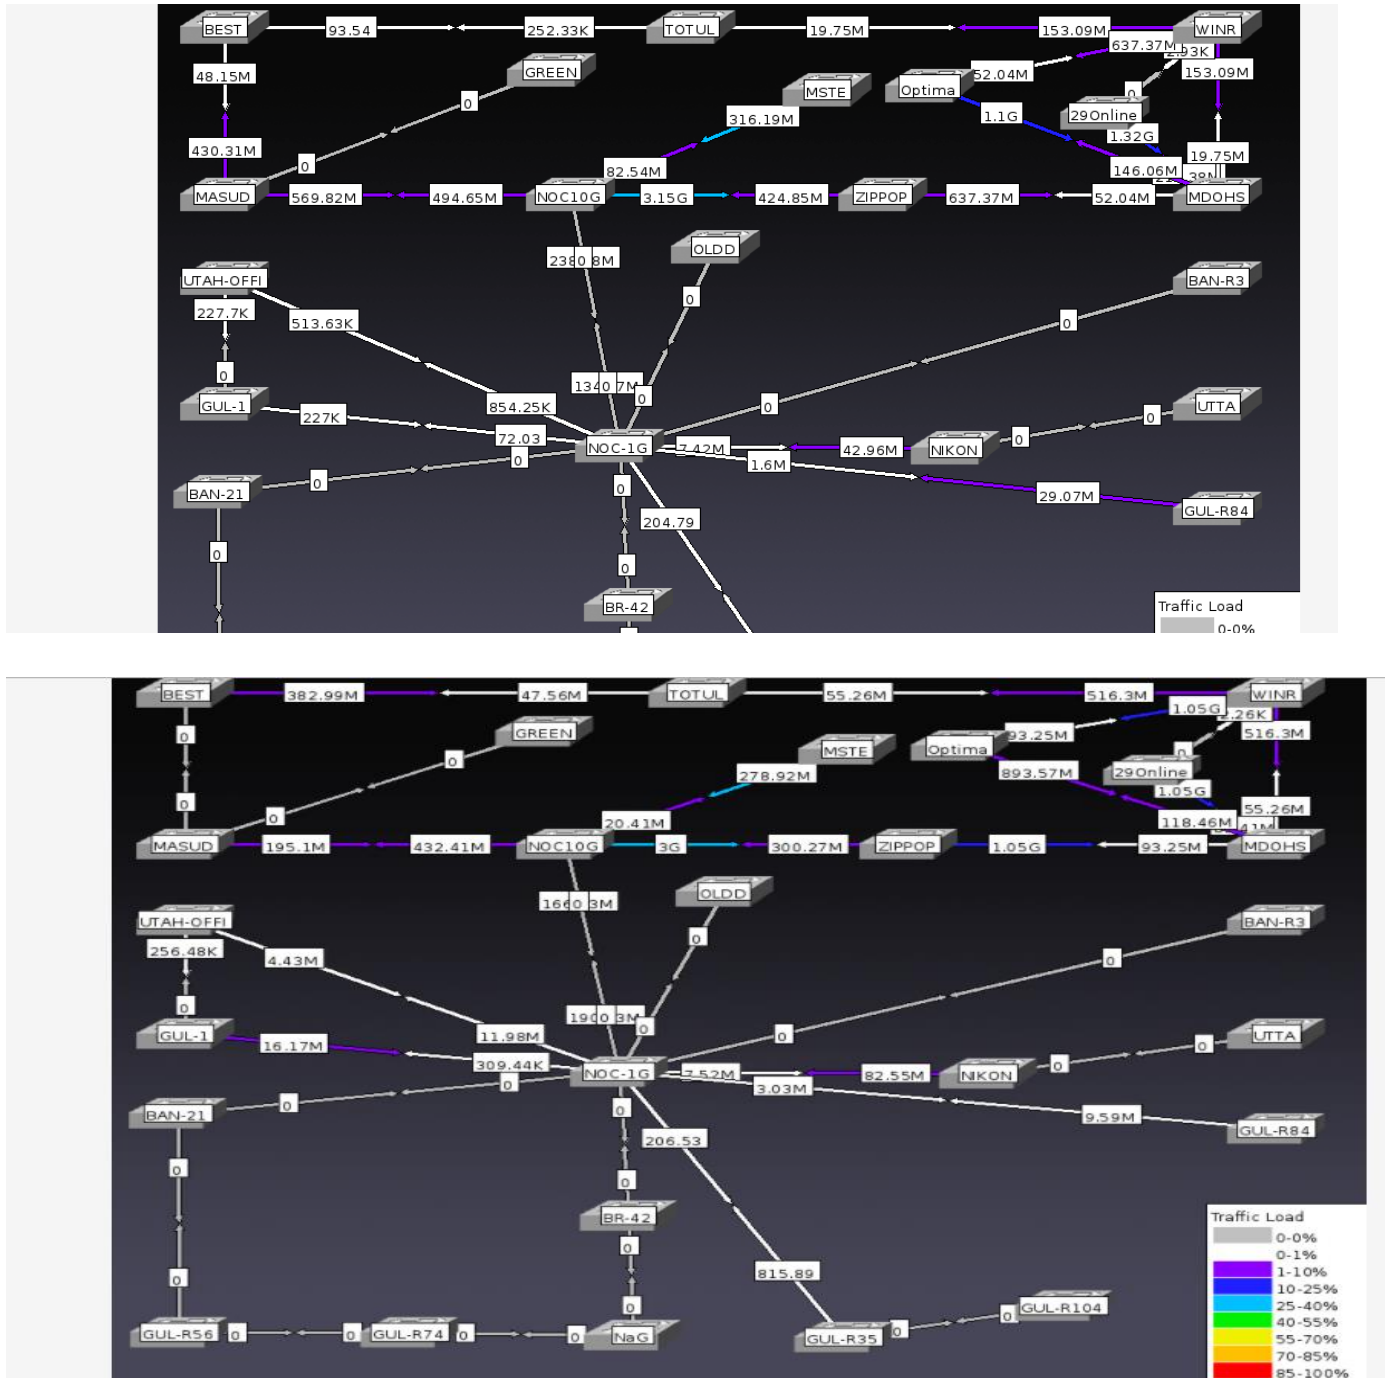 BEST 93.54 252.33K TOTUL 19.75M 153.09M WINR
637.37M
48.15M GREEN 52.04M 153.09M
0 MSTE Optima 0
316.19M 1.1G 29Online
1.32G
430.31M 19.75M
0 82.54M 146.06M
MASUD 569.82M 494.65M NOC10G 3.15G 424.85M ZIPPOP 637.37M 52.04M MDOHS
OLDD
UTAH-OFFI BAN-R3
0
227.7K 513.63K 0
0
GUL-1 854.25K 0 0 UTTA
227K 0
72.03 0
0 NOC-1G 7.42M 42.96M NIKON
1.6M
0 0
BAN-21 29.07M
GUL-R84
204.79
0
0
BR-42 Traffic Load
0-0%
BEST 382.99M 47.56M TOTUL 55.26M 516.3M WINR
1.05G
0 GREEN 93.25M 516.3M
MSTE Optima 0
0 278.92M 893.57M 29Online
1.05G
0 55.26M
0 20.41M 118.46M
MASUD 195.1M 432.41M NOC10G 3G 300.27M ZIPPOP 1.05G 93.25M MDOHS
OLDD
UTAH-OFFI BAN-R3
0
256.48K 4.43M 0
0
GUL-1 11.98M 0 0 UTTA
16.17M 0
309.44K 0
0 NOC-1G 7.52M 82.55M NIKON
3.03M
0 0
BAN-21 9.59M
GUL-R84
206.53
0
0
BR-42 Traffic Load
0-0%
0 0-1%
815.89 1-10%
0 10-25%
0 0 GUL-R104 25-40%
40-55%
GUL-R56 0 0 GUL-R74 0 0 NaG GUL-R35 0 55-70%
70-85%
85-100%